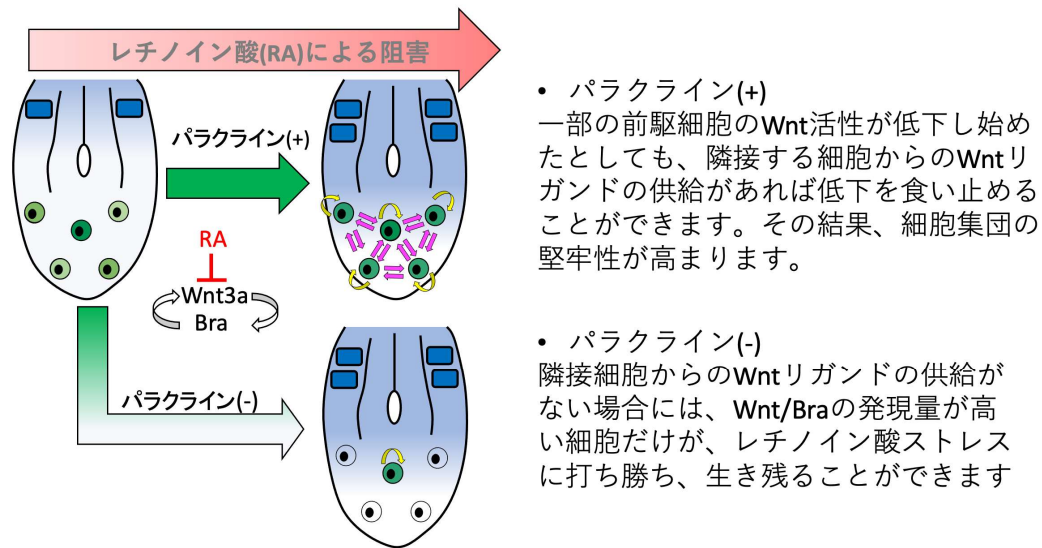 レチノイン酸(RA)による阻害
パラクライン(+)
RA
Wnt3a
Bra
パラクライン(-)
• パラクライン(+)
一部の前駆細胞のWnt活性が低下し始め
たとしても、隣接する細胞からのWntリ
ガンドの供給があれば低下を食い止める
ことができます。その結果、細胞集団の
堅牢性が高まります。
• パラクライン(-)
隣接細胞からのWntリガンドの供給が
ない場合には、Wnt/Braの発現量が高
い細胞だけが、レチノイン酸ストレス
に打ち勝ち、生き残ることができます